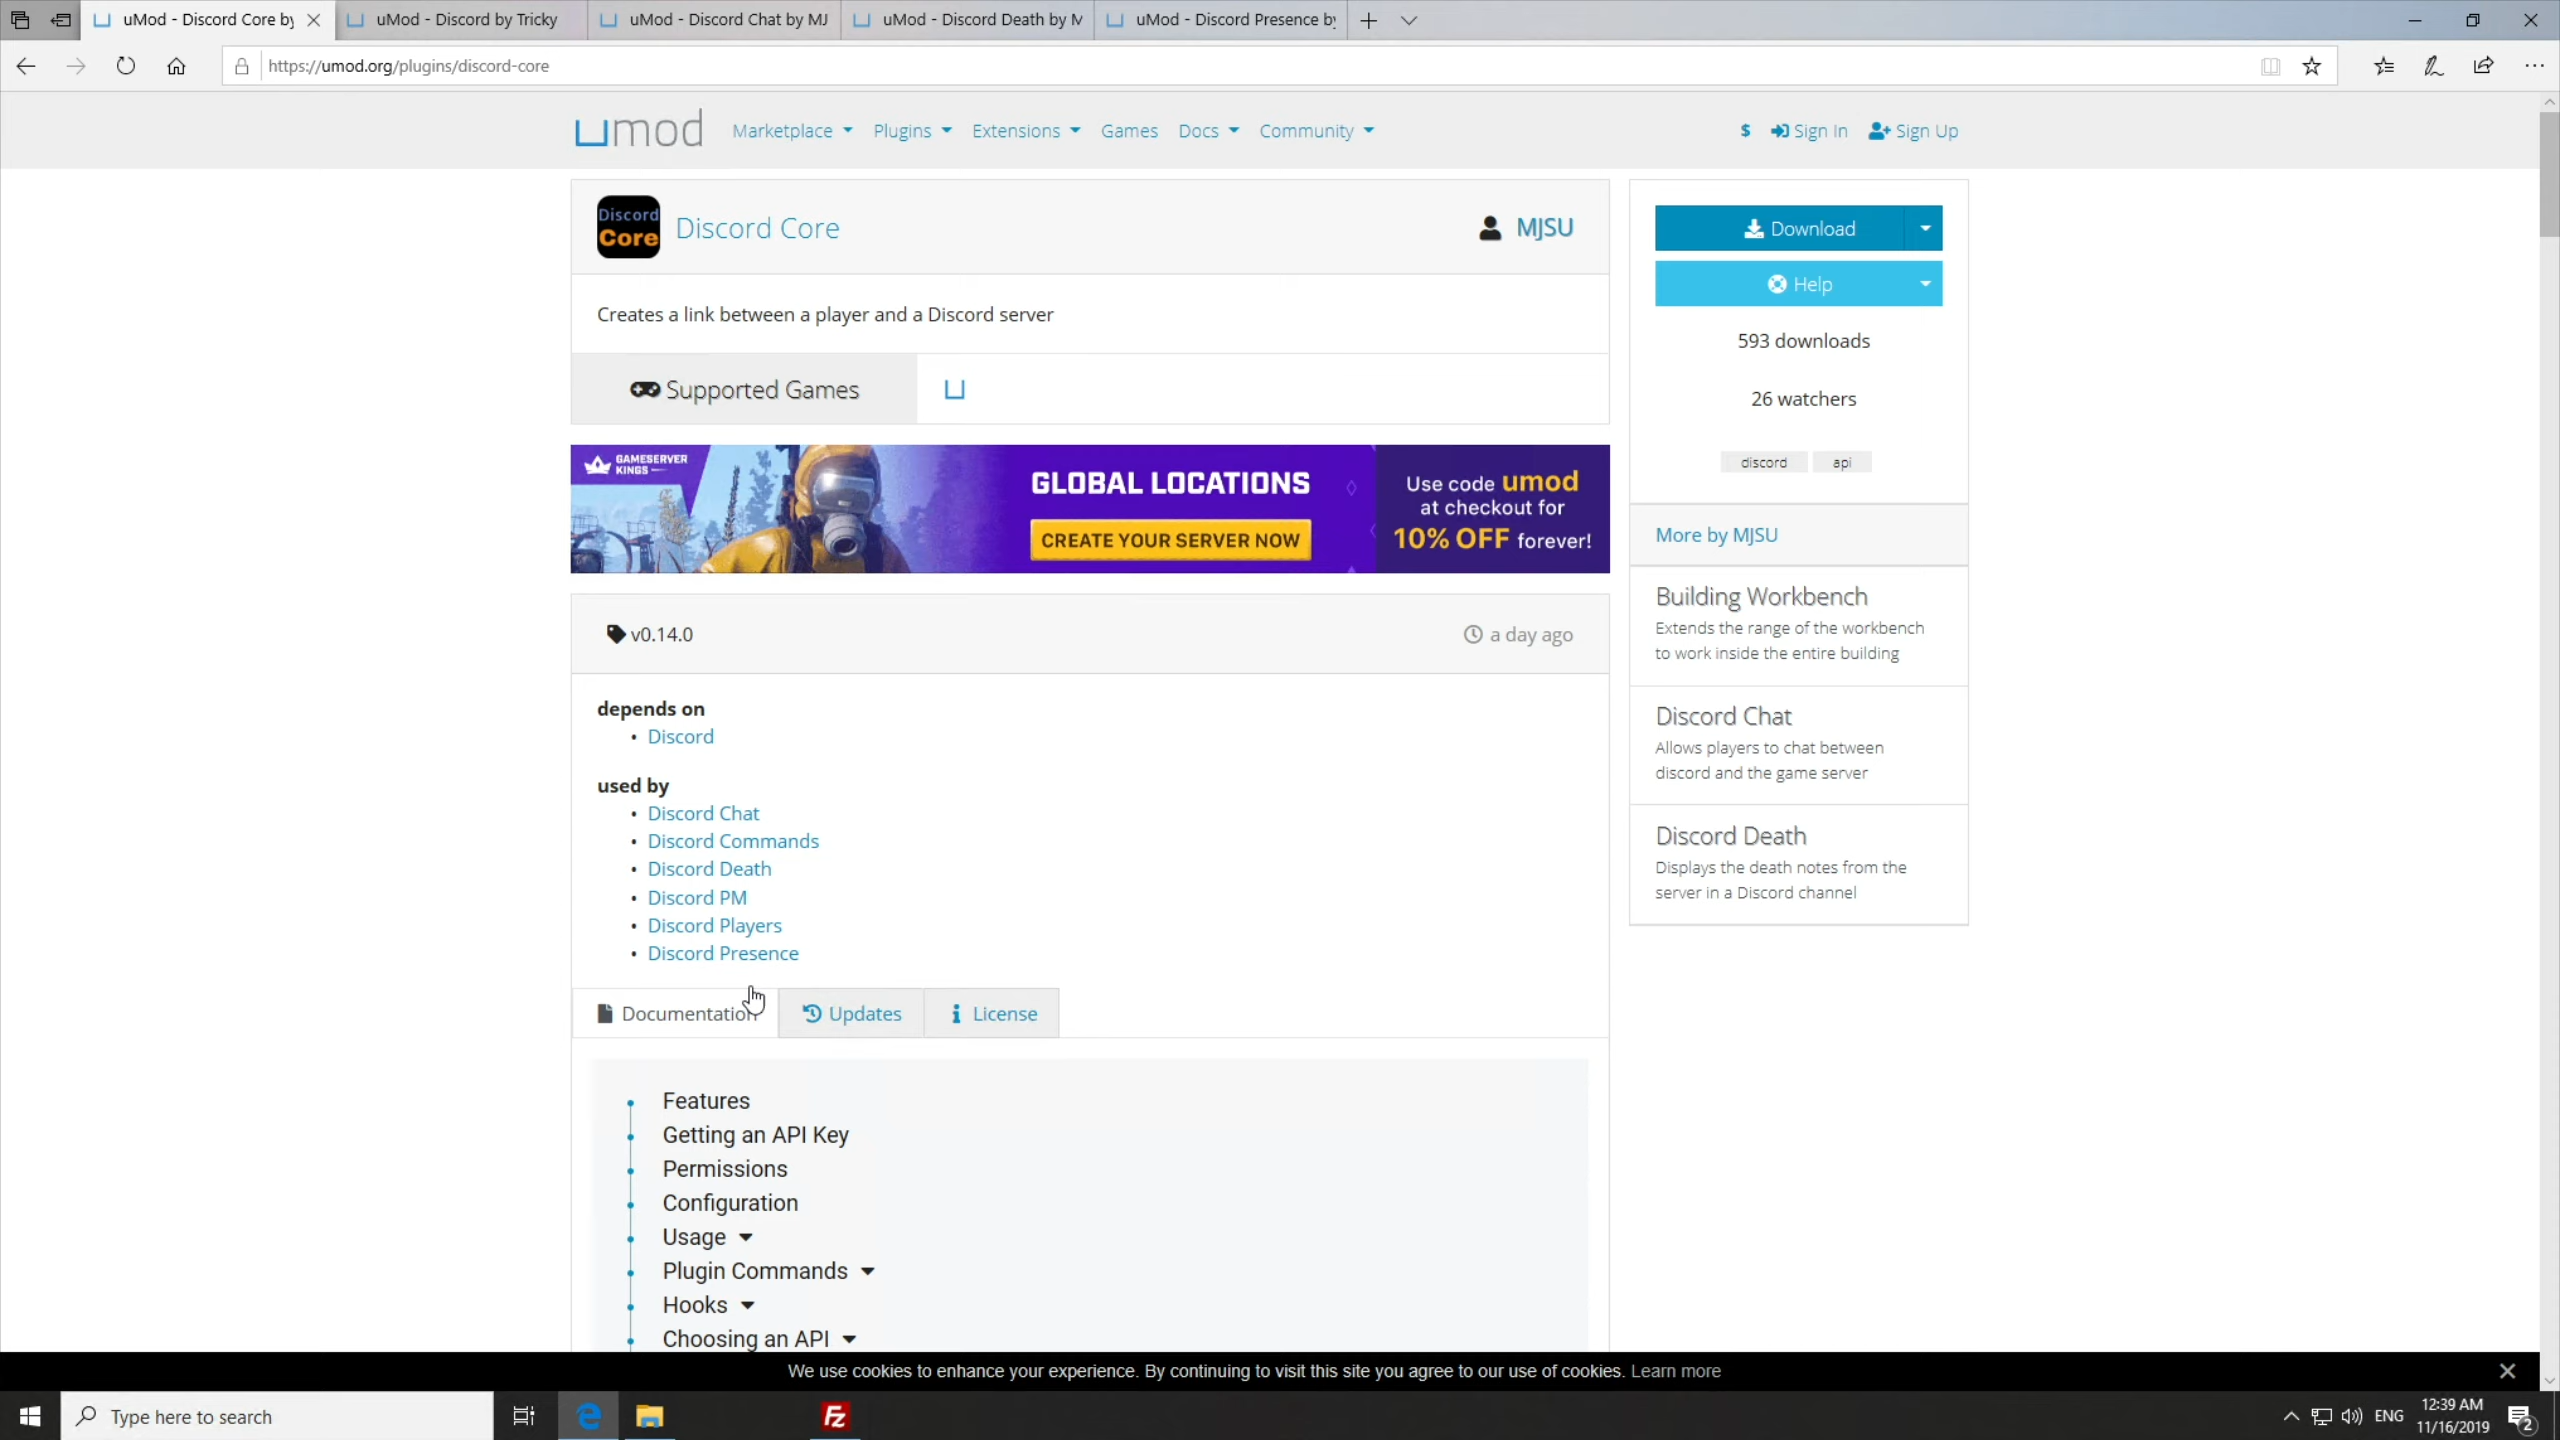 uMod - Discord Core by
uMod - Discord by Tricky
uMod - Discord Chat by MJ
uMod - Discord Death by M
uMod - Discord Presence by
https://umod.org/plugins/discord-core
umod
Marketplace
Plugins
Extensions
Games
Docs
Community
$
Sign In
Sign Up
Discord
Core
Discord Core
MJSU
Creates a link between a player and a Discord server
Supported Games
GAMESERVER
KINGS
GLOBAL LOCATIONS
CREATE YOUR SERVER NOW
Use code umod
at checkout for
10% OFF forever!
v0.14.0
a day ago
depends on
• Discord
used by
• Discord Chat
• Discord Commands
• Discord Death
• Discord PM
• Discord Players
• Discord Presence
Documentation
Updates
License
Features
Getting an API Key
Permissions
Configuration
Usage
Plugin Commands
Hooks
Choosing an API
Download
Help
593 downloads
26 watchers
discord
api
More by MJSU
Building Workbench
Extends the range of the workbench
to work inside the entire building
Discord Chat
Allows players to chat between
discord and the game server
Discord Death
Displays the death notes from the
server in a Discord channel
We use cookies to enhance your experience. By continuing to visit this site you agree to our use of cookies. Learn more
Type here to search
Fz
ENG
12:39 AM
11/16/2019
2